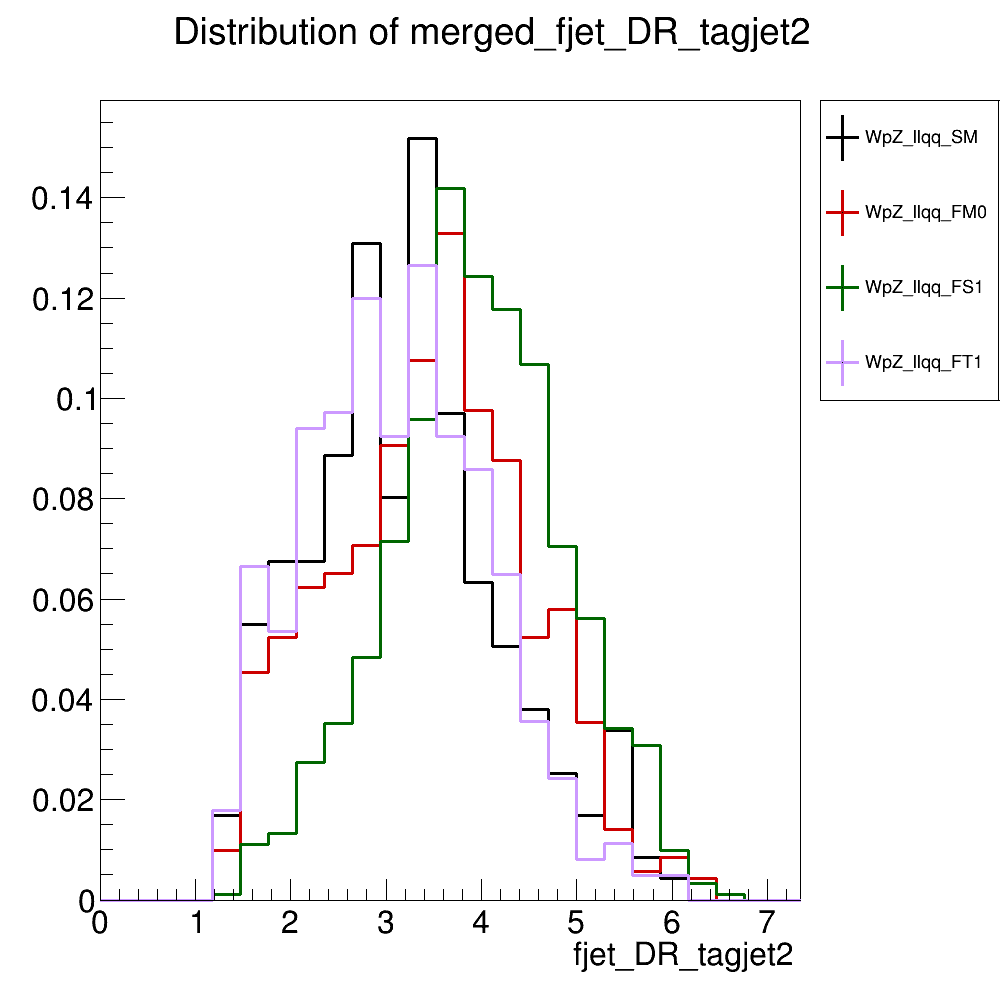 Distribution of merged_fjet_DR_tagjet2
WpZ_llqq_SM
WpZ_llqq_FM0
WpZ_llqq_FS1
WpZ_llqq_FT1
0.14
0.12
0.1
0.08
0.06
0.04
0.02
0
0 1 2 3 4 5 6 7
fjet_DR_tagjet2